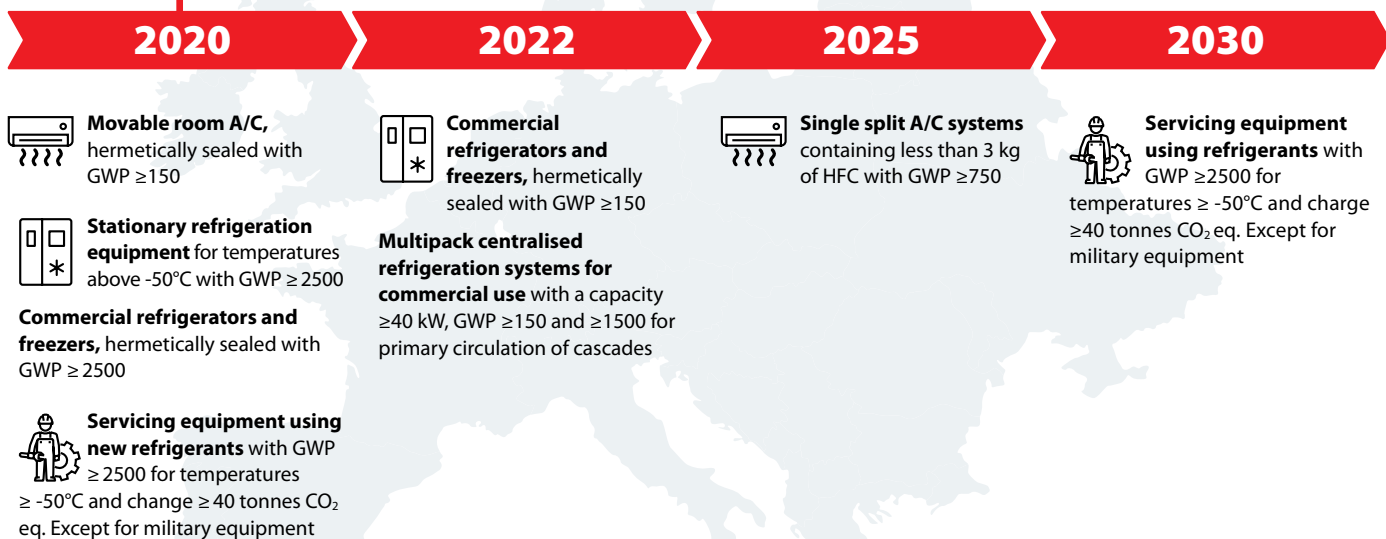 2020
2022
2025
2030
Movable room A/C,
hermetically sealed with
GWP ≥150
Stationary refrigeration
equipment for temperatures
above -50°C with GWP ≥ 2500
Commercial refrigerators and
freezers, hermetically sealed with
GWP ≥ 2500
Servicing equipment using
new refrigerants with GWP
≥ 2500 for temperatures
≥ -50°C and change ≥ 40 tonnes CO₂
eq. Except for military equipment
Commercial
refrigerators and
freezers, hermetically
sealed with GWP ≥150
Multipack centralised
refrigeration systems for
commercial use with a capacity
≥40 kW, GWP ≥150 and ≥1500 for
primary circulation of cascades
Single split A/C systems
containing less than 3 kg
of HFC with GWP ≥750
Servicing equipment
using refrigerants with
GWP ≥2500 for
temperatures ≥ -50°C and charge
≥40 tonnes CO₂ eq. Except for
military equipment